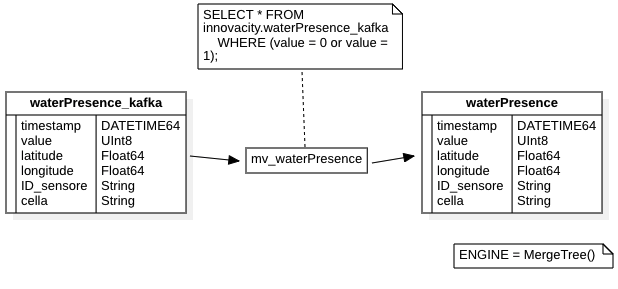 SELECT * FROM
innovacity.waterPresence_kafka
WHERE (value = 0 or value =
1);
waterPresence_kafka
timestamp DATETIME64
value UInt8
latitude Float64
longitude Float64
ID_sensore String
cella String
mv_waterPresence
waterPresence
timestamp DATETIME64
value UInt8
latitude Float64
longitude Float64
ID_sensore String
cella String
ENGINE = MergeTree()